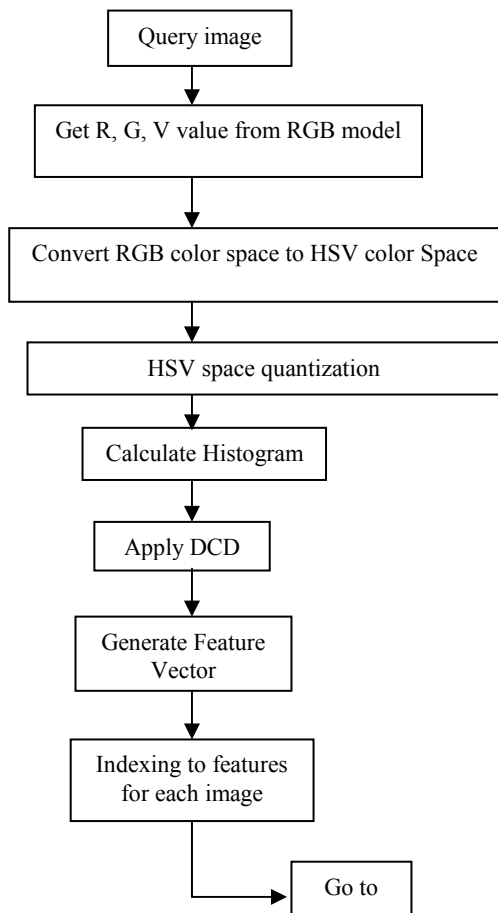 Query image
Get R, G, V value from RGB model
Convert RGB color space to HSV color Space
HSV space quantization
Calculate Histogram
Apply DCD
Generate Feature
Vector
Indexing to features
for each image
Go to